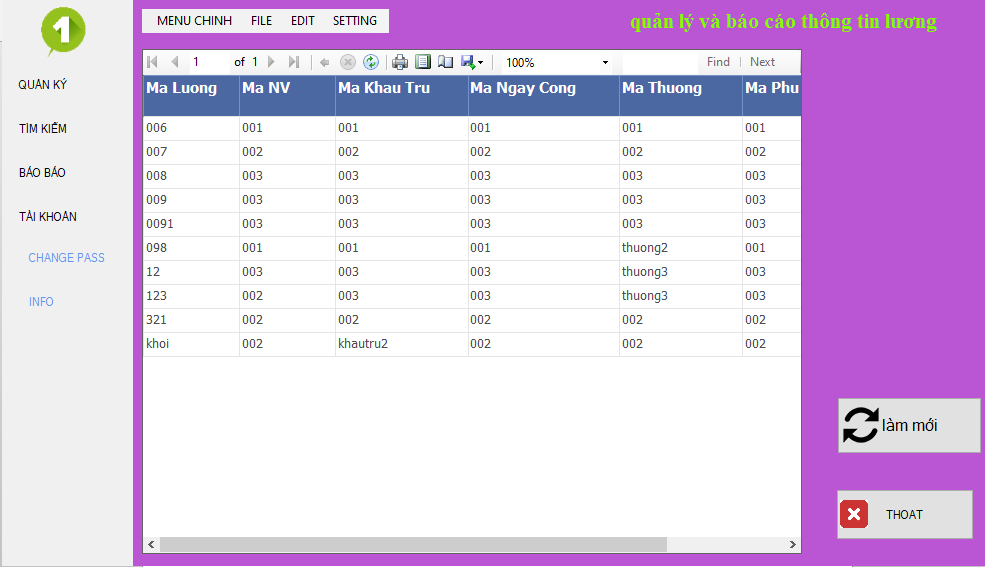 1
MENU CHINH FILE EDIT SETTING
quản lý và báo cáo thông tin lương
QUẢN KÝ
TÌM KIẾM
BÁO BÁO
TÀI KHOẢN
CHANGE PASS
INFO
1 of 1 100% Find | Next
Ma Luong Ma NV Ma Khau Tru Ma Ngay Cong Ma Thuong Ma Phu
006 001 001 001 001 001
007 002 002 002 002 002
008 003 003 003 003 003
009 003 003 003 003 003
0091 003 003 003 003 003
098 001 001 001 thuong2 001
12 003 003 003 thuong3 003
123 002 003 003 thuong3 003
321 002 002 002 002 002
khoi 002 khautru2 002 002 002
làm mới
THOAT